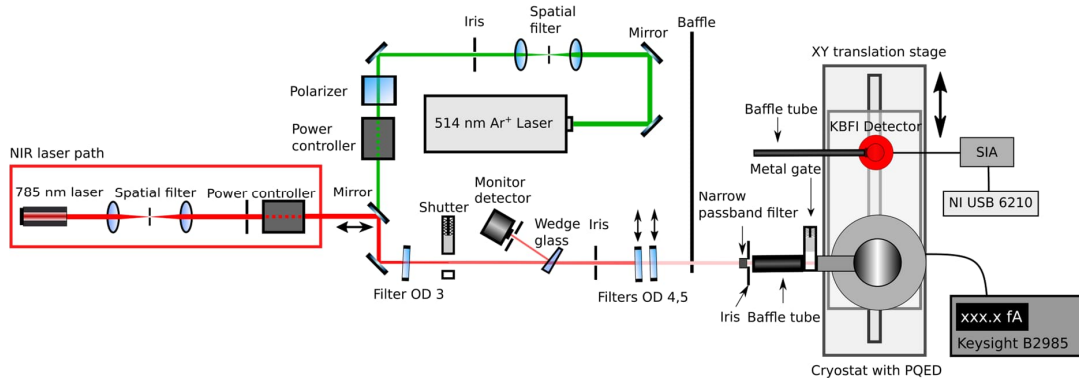 Iris
Spatial
filter
Mirror
Baffle
XY translation stage
Polarizer
Power
controller
514 nm Ar⁺ Laser
Baffle tube
KBFI Detector
SIA
Metal gate
NI USB 6210
NIR laser path
785 nm laser
Spatial filter
Power controller
Mirror
Monitor
detector
Shutter
Wedge
glass
Iris
Narrow
passband filter
Filter OD 3
Filters OD 4,5
Iris
Baffle tube
xxx.x fA
Keysight B2985
Cryostat with PQED